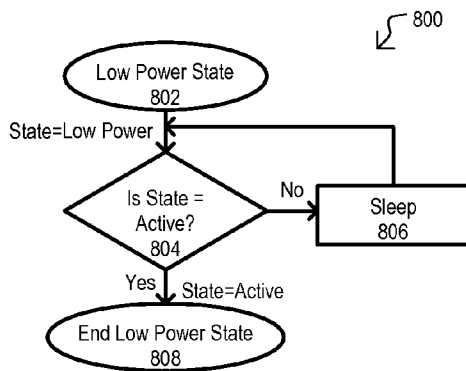 800
Low Power State
802
State=Low Power
Is State =
Active?
804
No
Sleep
806
Yes
State=Active
End Low Power State
808